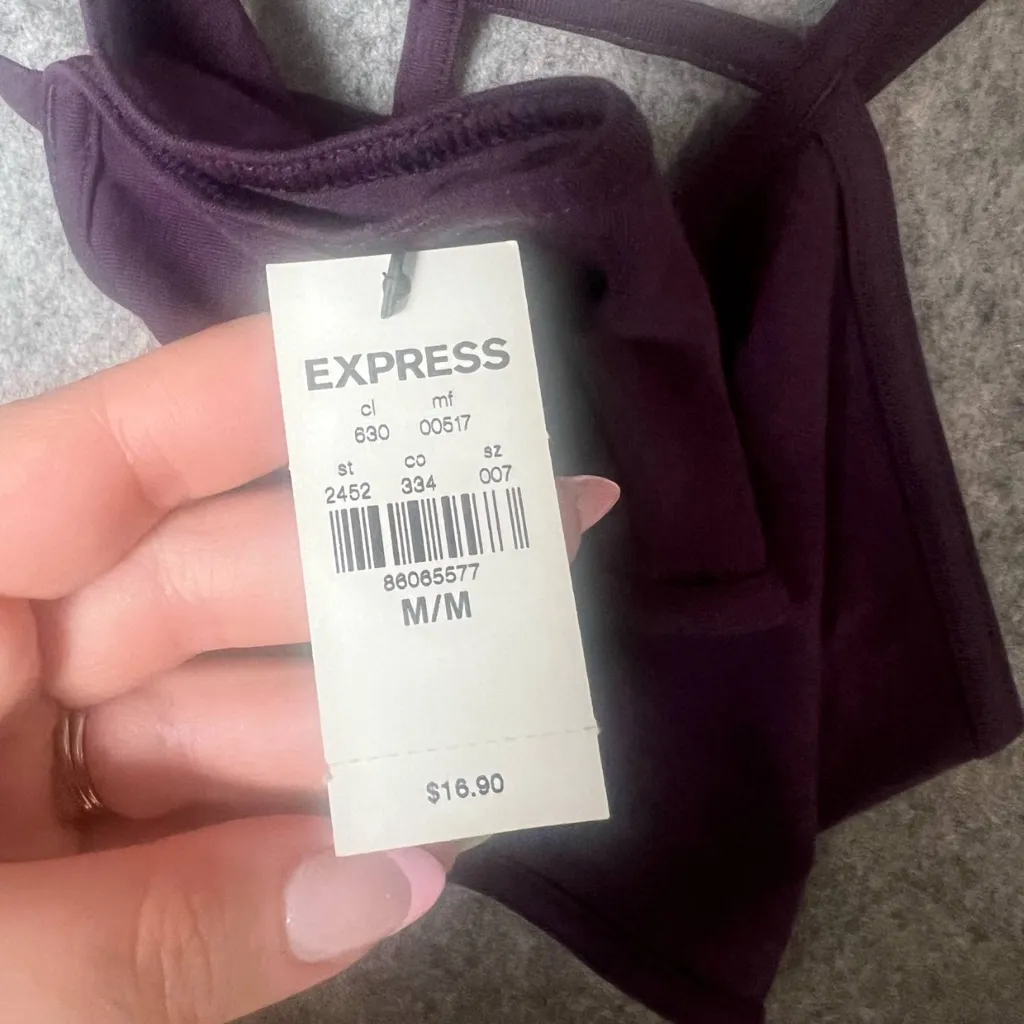 EXPRESS
cl mf
630 00517
st co sz
2452 334 007
86065577
M/M
$16.90